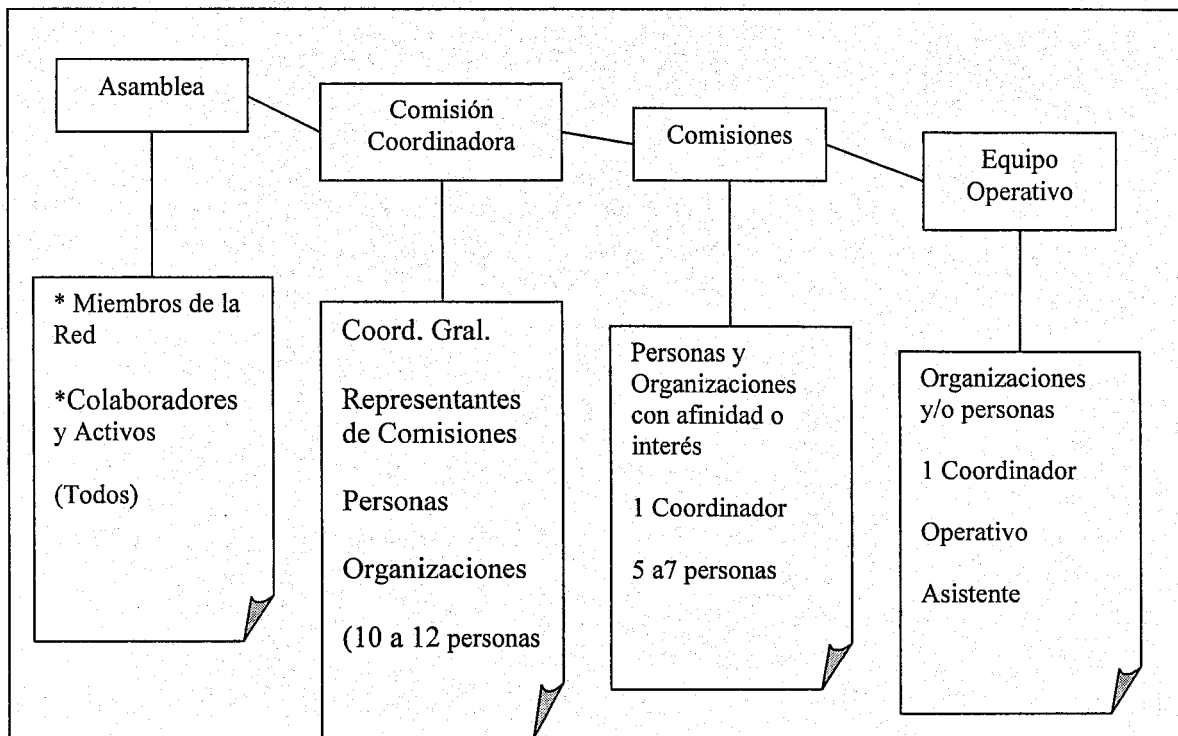 Asamblea
Comisión
Coordinadora
Comisiones
Equipo
Operativo
* Miembros de la
Red
*Colaboradores
y Activos
(Todos)
Coord. Gral.
Representantes
de Comisiones
Personas
Organizaciones
(10 a 12 personas
Personas y
Organizaciones
con afinidad o
interés
1 Coordinador
5 a7 personas
Organizaciones
y/o personas
1 Coordinador
Operativo
Asistente